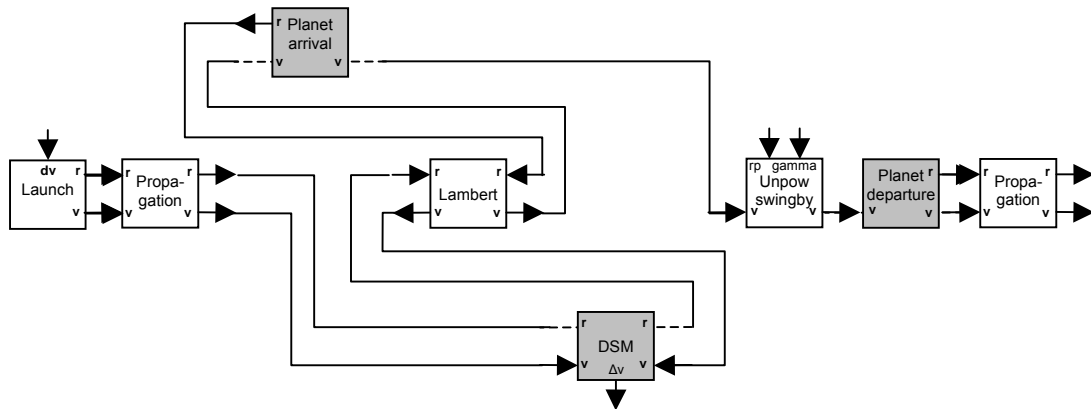 r Planet
arrival
v v
dv
r
Launch
v
r
Propa-
r
gation
v v
r r
Lambert
v v
rp gamma
Unpow
swingby
v v
Planet r
departure
v v
r
Propa-
gation
v
r r
DSM
v v
Δv